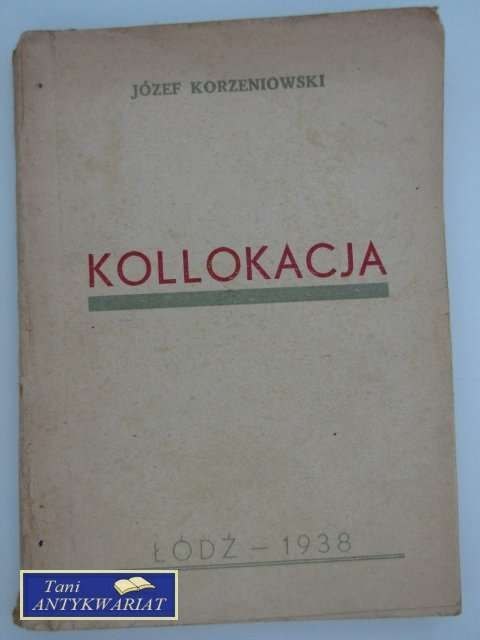 JÓZEF KORZENIOWSKI
KOLLOKACJA
ŁÓDŹ – 1938
Tani
ANTYKWARIAT